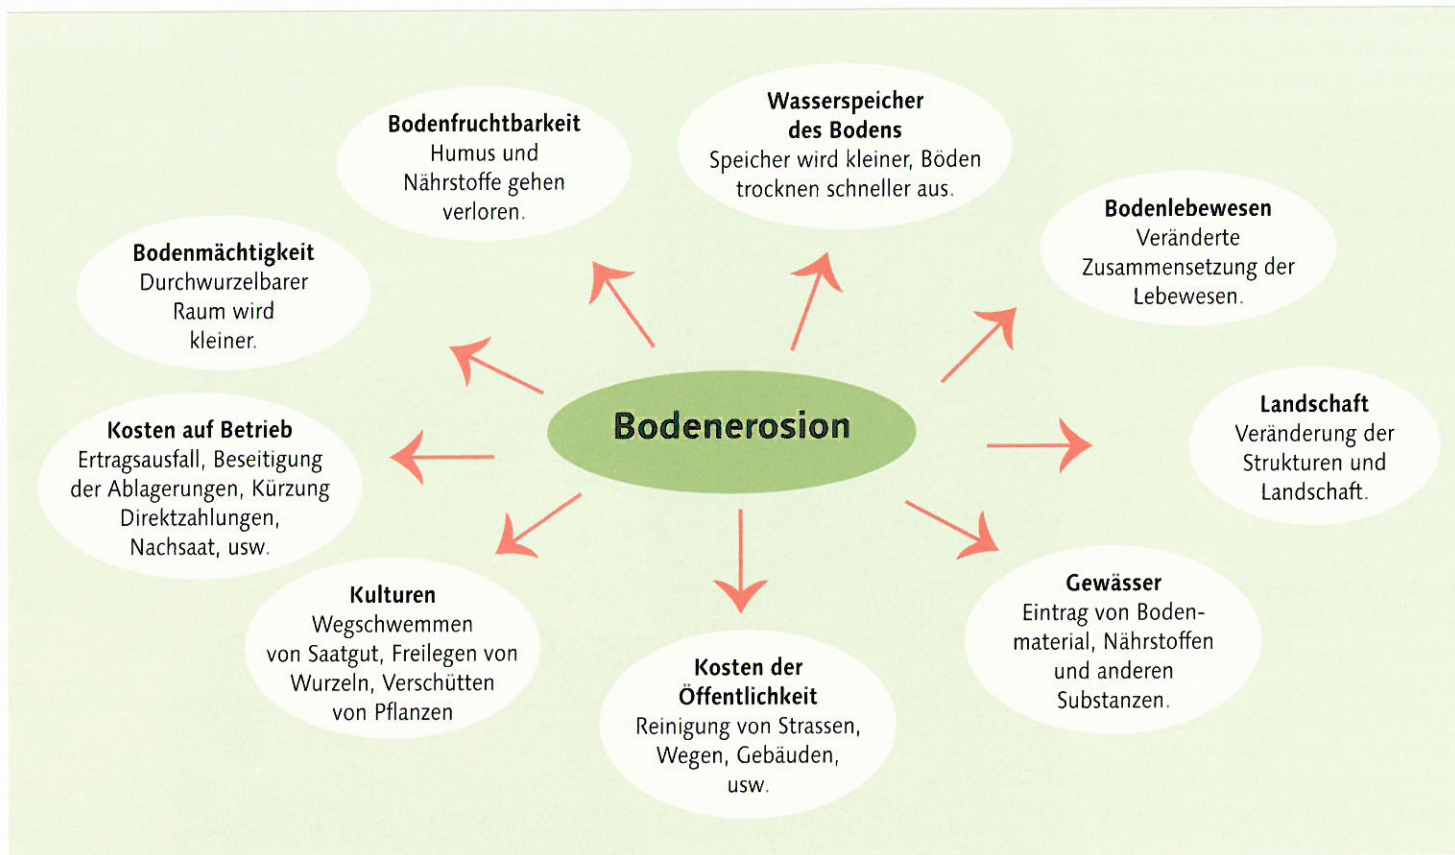 Wasserspeicher
des Bodens
Speicher wird kleiner, Böden
trocknen schneller aus.
Bodenfruchtbarkeit
Humus und
Nährstoffe gehen
verloren.
Bodenlebewesen
Veränderte
Zusammensetzung der
Lebewesen.
Bodenmächtigkeit
Durchwurzelbarer
Raum wird
kleiner.
Bodenerosion
Landschaft
Veränderung der
Strukturen und
Landschaft.
Kosten auf Betrieb
Ertragsausfall, Beseitigung
der Ablagerungen, Kürzung
Direktzahlungen,
Nachsaat, usw.
Gewässer
Eintrag von Boden-
material, Nährstoffen
und anderen
Substanzen.
Kulturen
Wegschwemmen
von Saatgut, Freilegen von
Wurzeln, Verschütten
von Pflanzen
Kosten der
Öffentlichkeit
Reinigung von Strassen,
Wegen, Gebäuden,
usw.